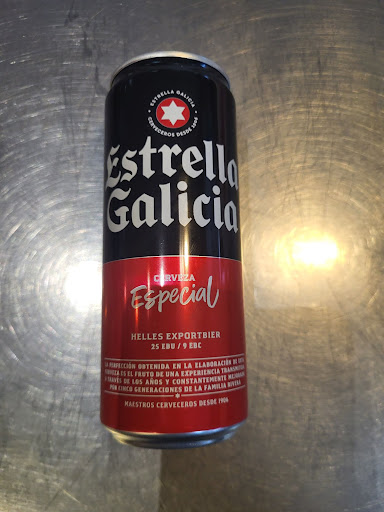 ESTRELLA GALICIA
CERVECEROS DESDE 1906
Estrella
Galicia
CERVEZA
Especial
HELLES EXPORTBIER
25 EBU / 9 EBC
LA PERFECCIÓN OBTENIDA EN LA ELABORACIÓN DE ESTA
CERVEZA ES EL FRUTO DE UNA EXPERIENCIA TRANSMITIDA
A TRAVÉS DE LOS AÑOS Y CONSTANTEMENTE MEJORADA
POR CINCO GENERACIONES DE LA FAMILIA RIVERA
MAESTROS CERVECEROS DESDE 1906